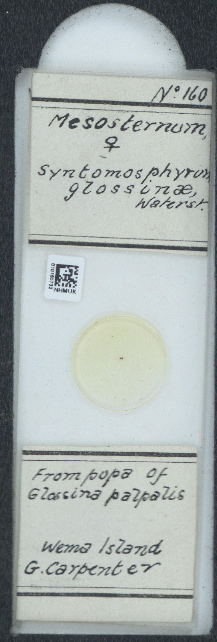 No. 160
Mesosternum,
♀
Syntomosphyrum
glossinæ,
Waterst.
NHMUK
From pupa of
Glossina palpalis
Wema Island
G. Carpenter